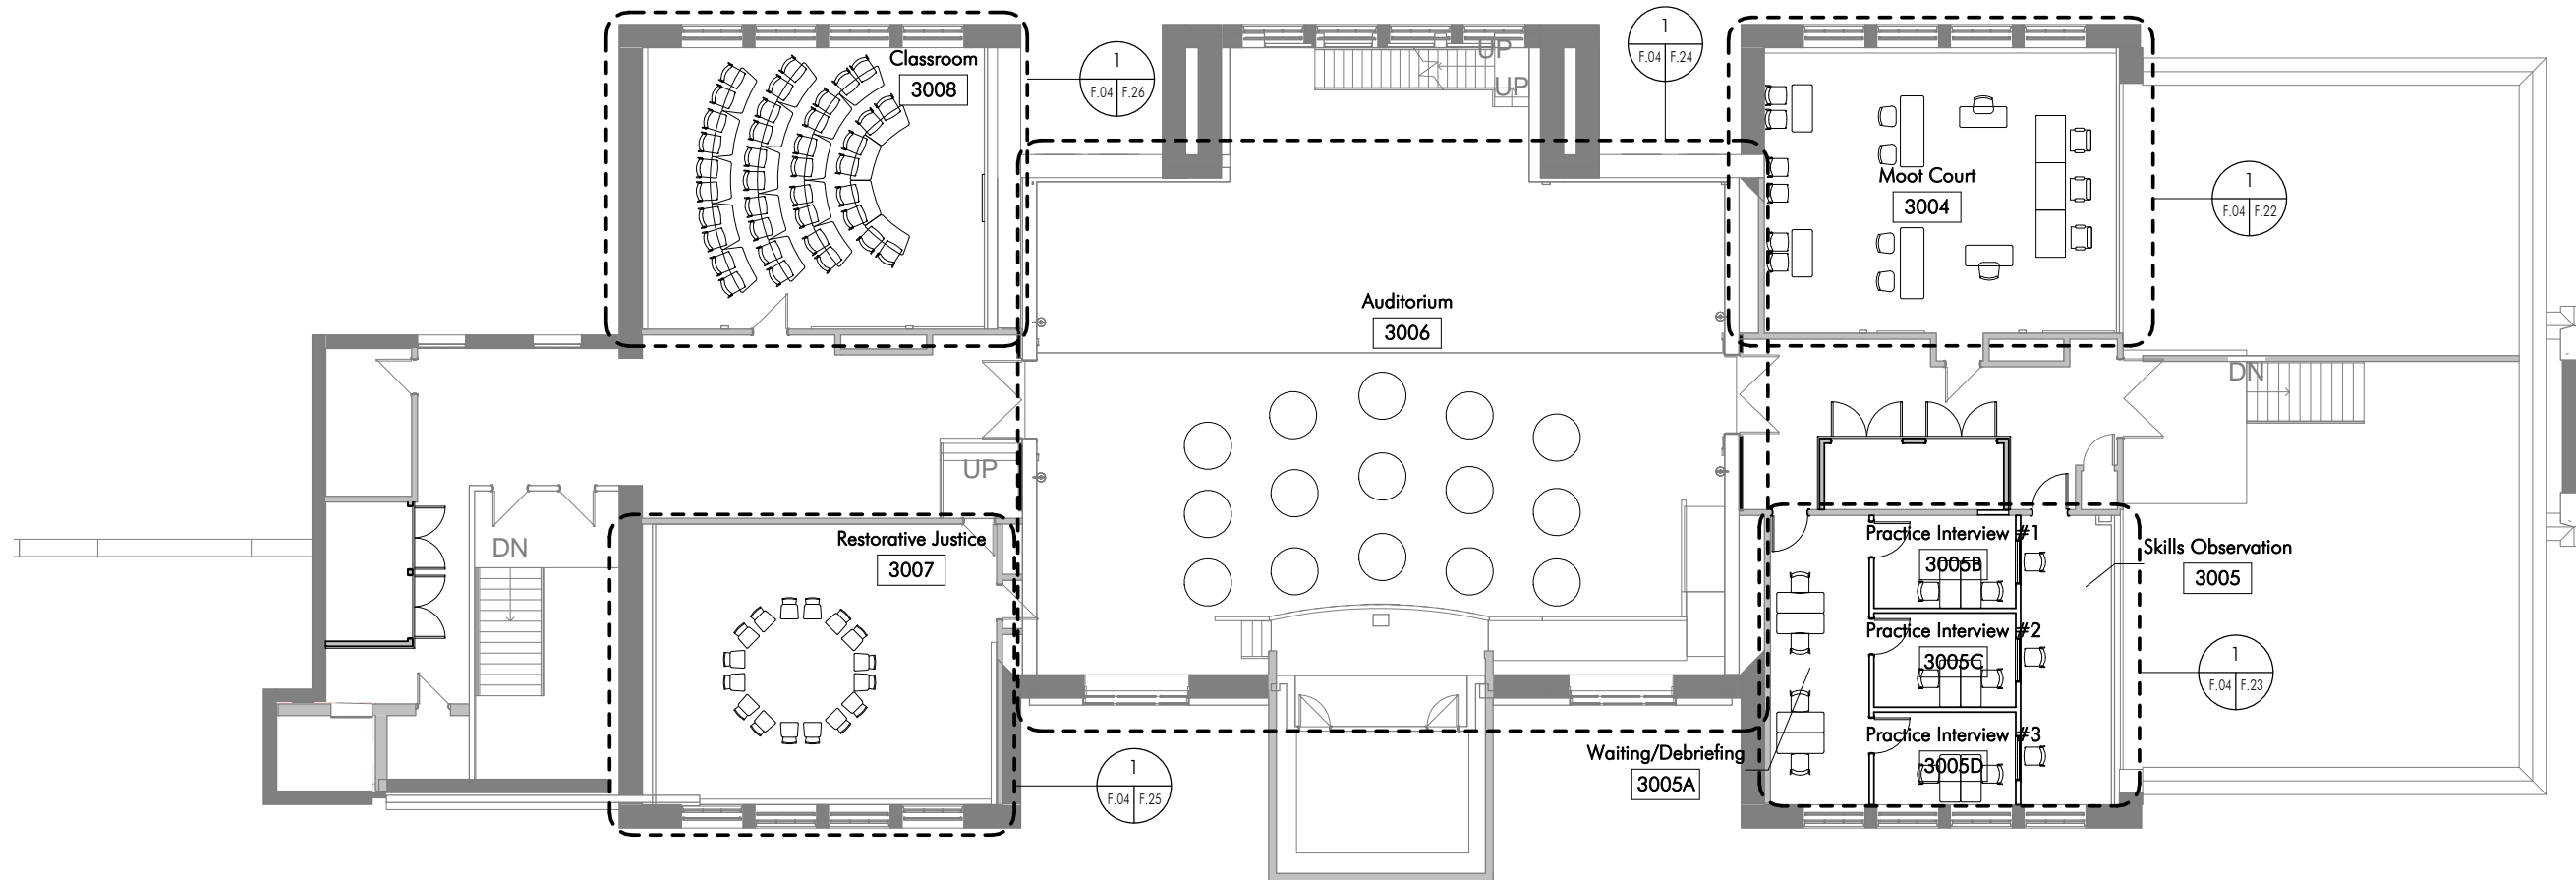 Classroom
3008
1
F.04 F.26
UP
UP
1
F.04 F.24
Moot Court
3004
1
F.04 F.22
Auditorium
3006
DN
UP
DN
Restorative Justice
3007
Practice Interview #1
3005B
Skills Observation
3005
Practice Interview #2
3005C
1
F.04 F.23
Practice Interview #3
3005D
Waiting/Debriefing
3005A
1
F.04 F.25